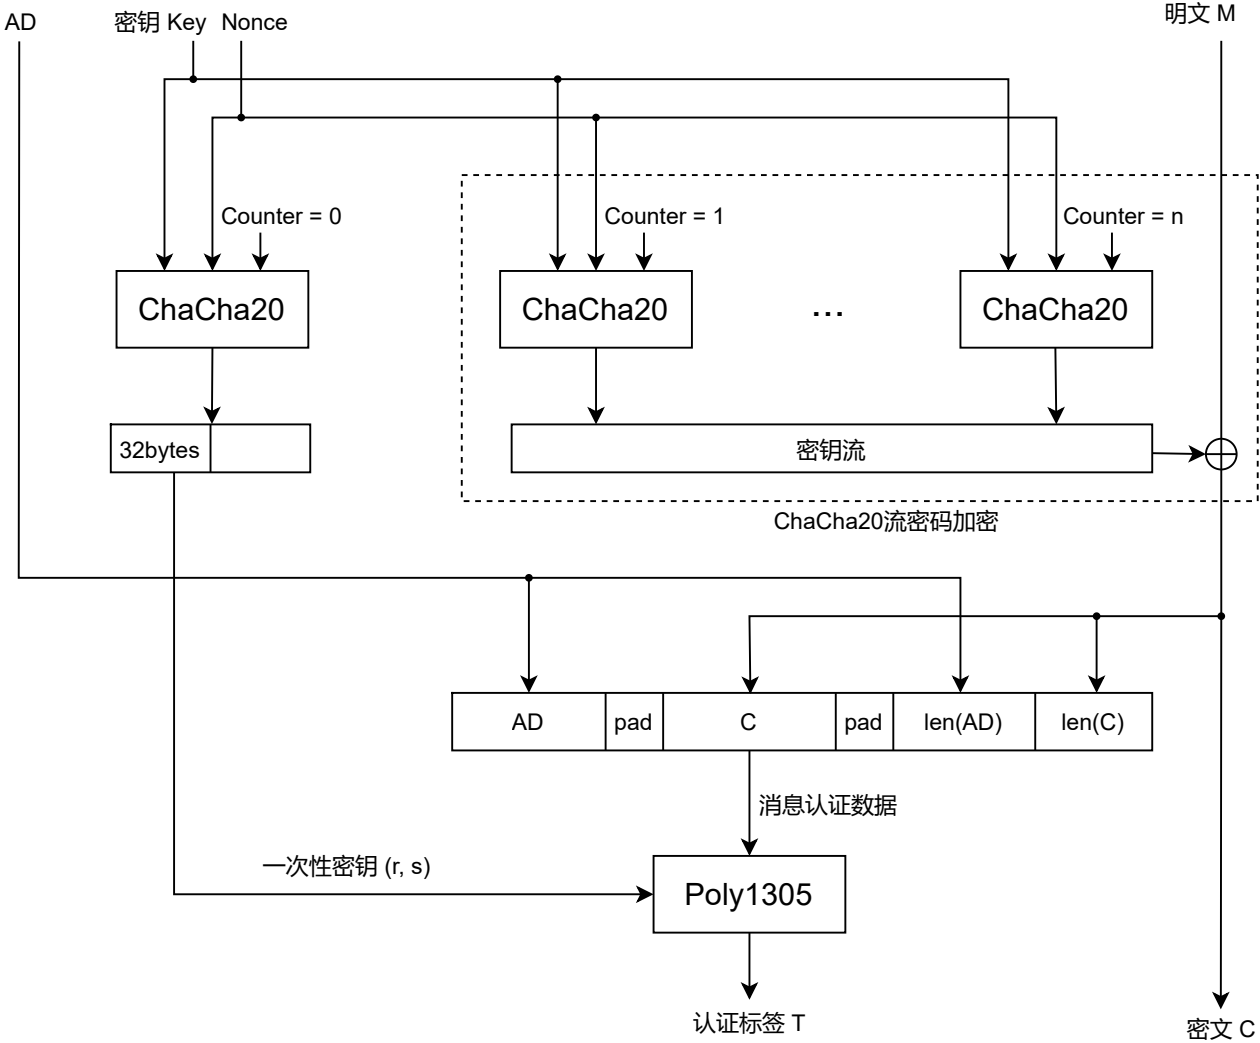 AD
密钥 Key
Nonce
明文 M
Counter = 0
Counter = 1
Counter = n
ChaCha20
ChaCha20
...
ChaCha20
32bytes
密钥流
ChaCha20流密码加密
AD
pad
C
pad
len(AD)
len(C)
消息认证数据
一次性密钥 (r, s)
Poly1305
认证标签 T
密文 C